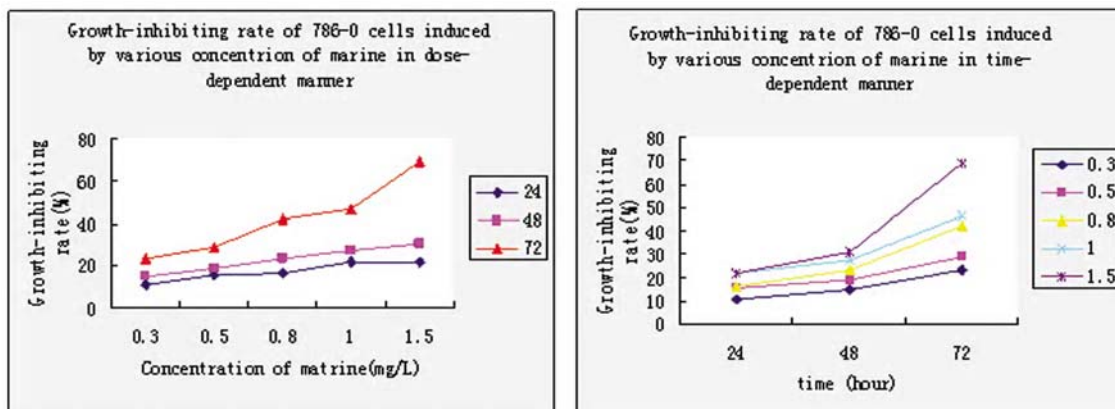 Growth-inhibiting rate of 786-0 cells induced
by various concentrion of marine in dose-
dependent manner
Growth-inhibiting
rate(%)
80
60
40
20
0
0.3 0.5 0.8 1 1.5
Concentration of matrine(mg/L)
24
48
72
Growth-inhibiting rate of 786-0 cells induced
by various concentrion of marine in time-
dependent manner
Growth-inhibiting
rate(%)
80
70
60
50
40
30
20
10
0
24 48 72
time (hour)
0.3
0.5
0.8
1
1.5